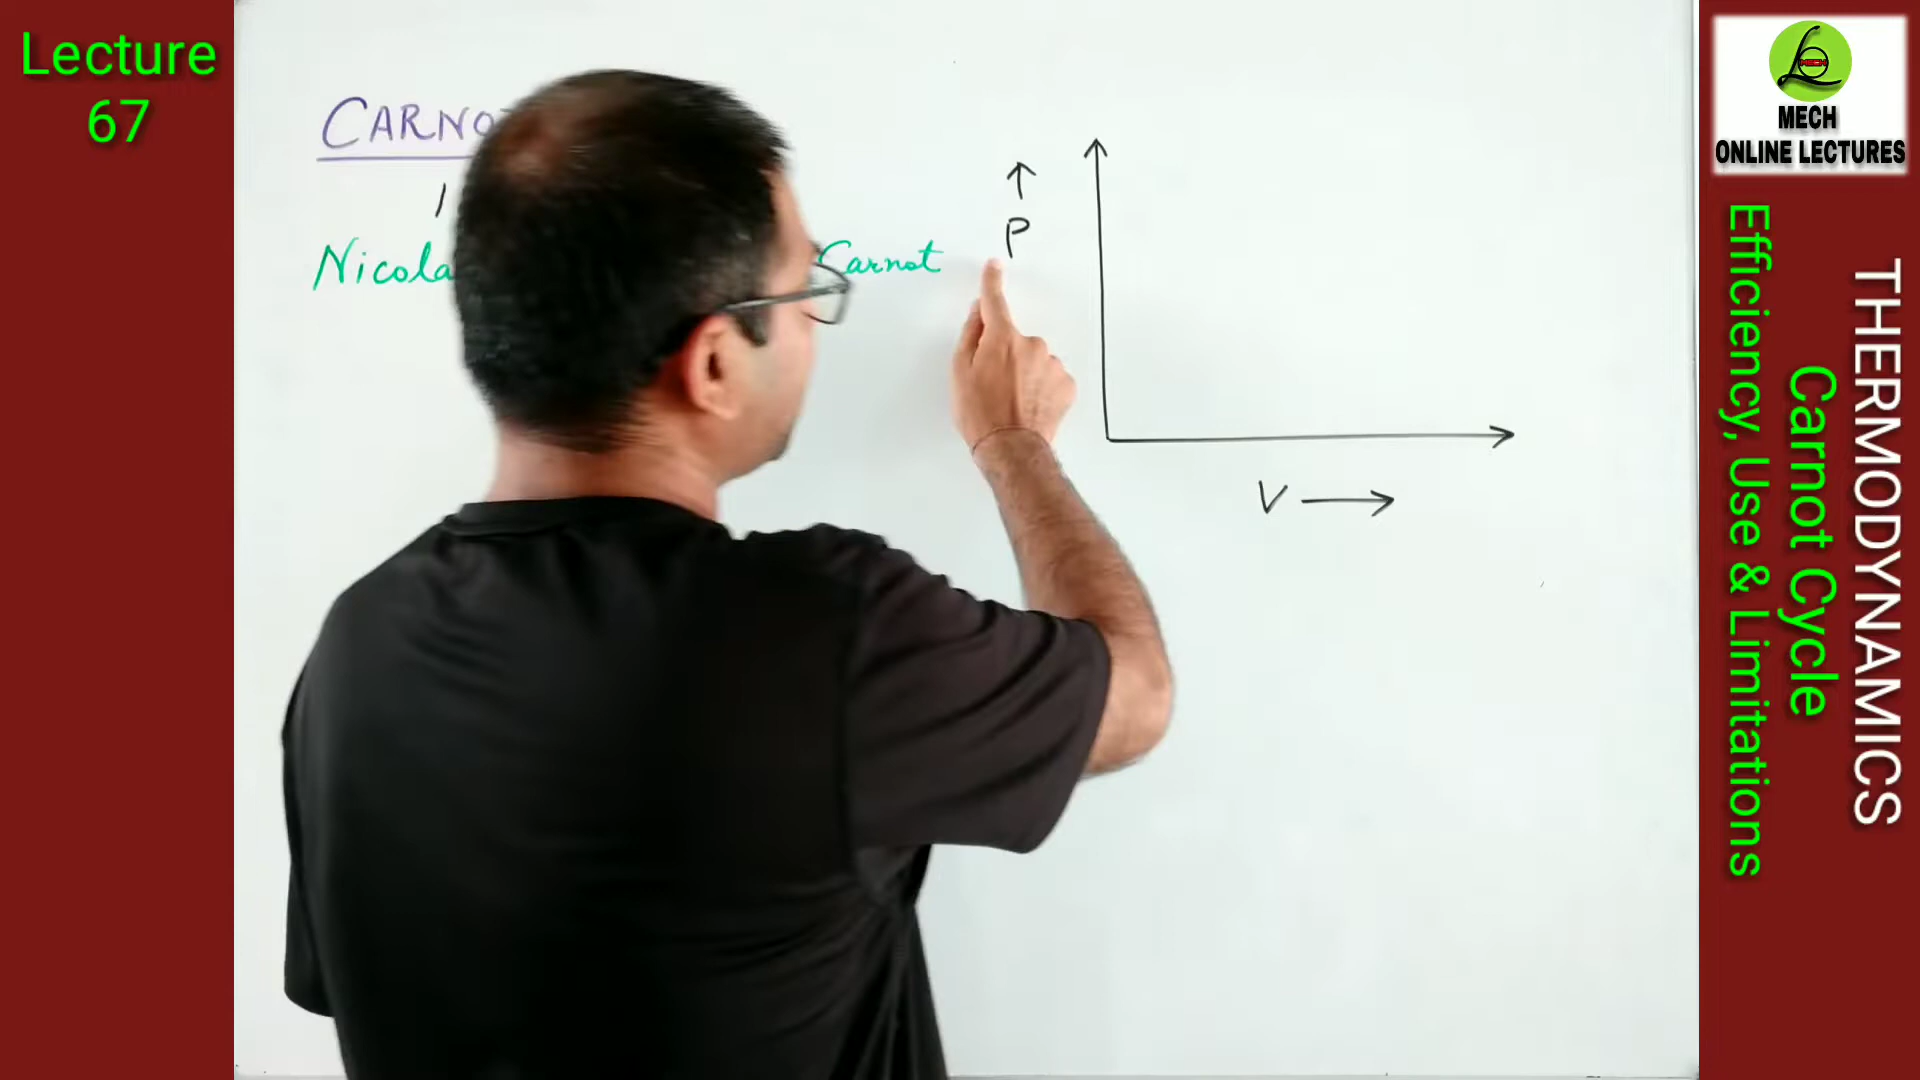 Lecture
67
CARNO
Nicola Carnot
P
V
MECH
ONLINE LECTURES
THERMODYNAMICS
Carnot Cycle
Efficiency, Use & Limitations